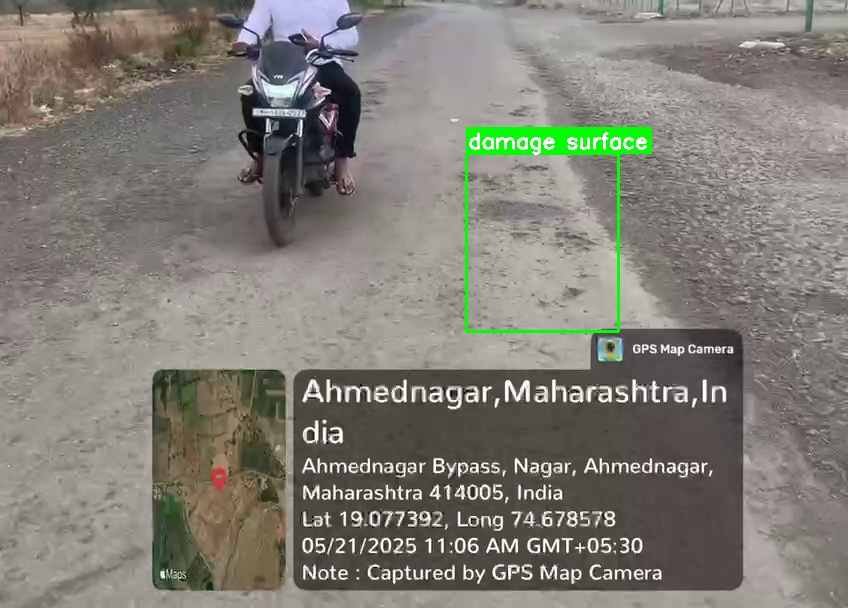 damage surface
GPS Map Camera
Ahmednagar,Maharashtra,In
dia
Ahmednagar Bypass, Nagar, Ahmednagar,
Maharashtra 414005, India
Lat 19.077392, Long 74.678578
05/21/2025 11:06 AM GMT+05:30
Note : Captured by GPS Map Camera
Maps